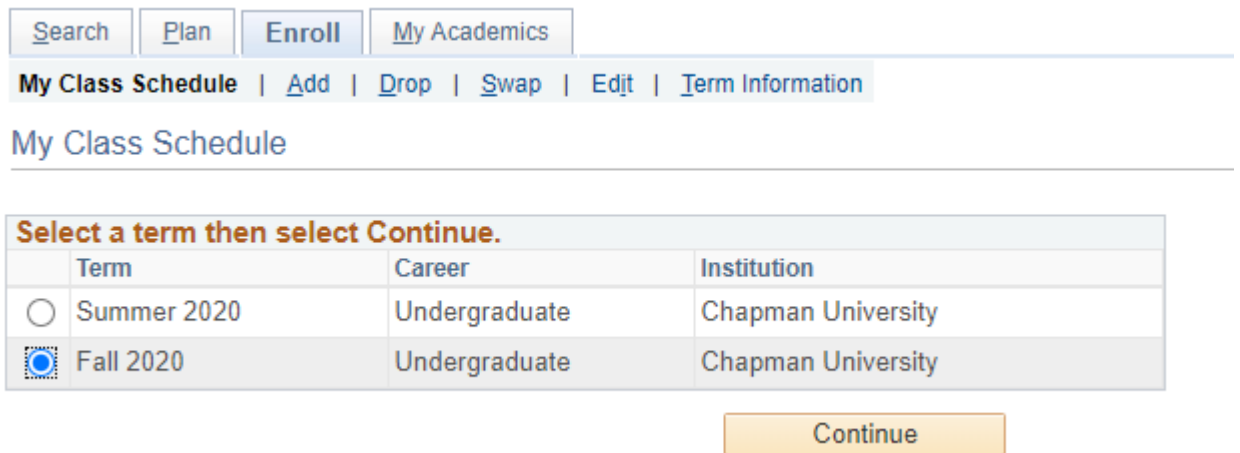 Search Plan Enroll My Academics
My Class Schedule | Add | Drop | Swap | Edit | Term Information
My Class Schedule
Select a term then select Continue.
Term Career Institution
Summer 2020 Undergraduate Chapman University
Fall 2020 Undergraduate Chapman University
Continue